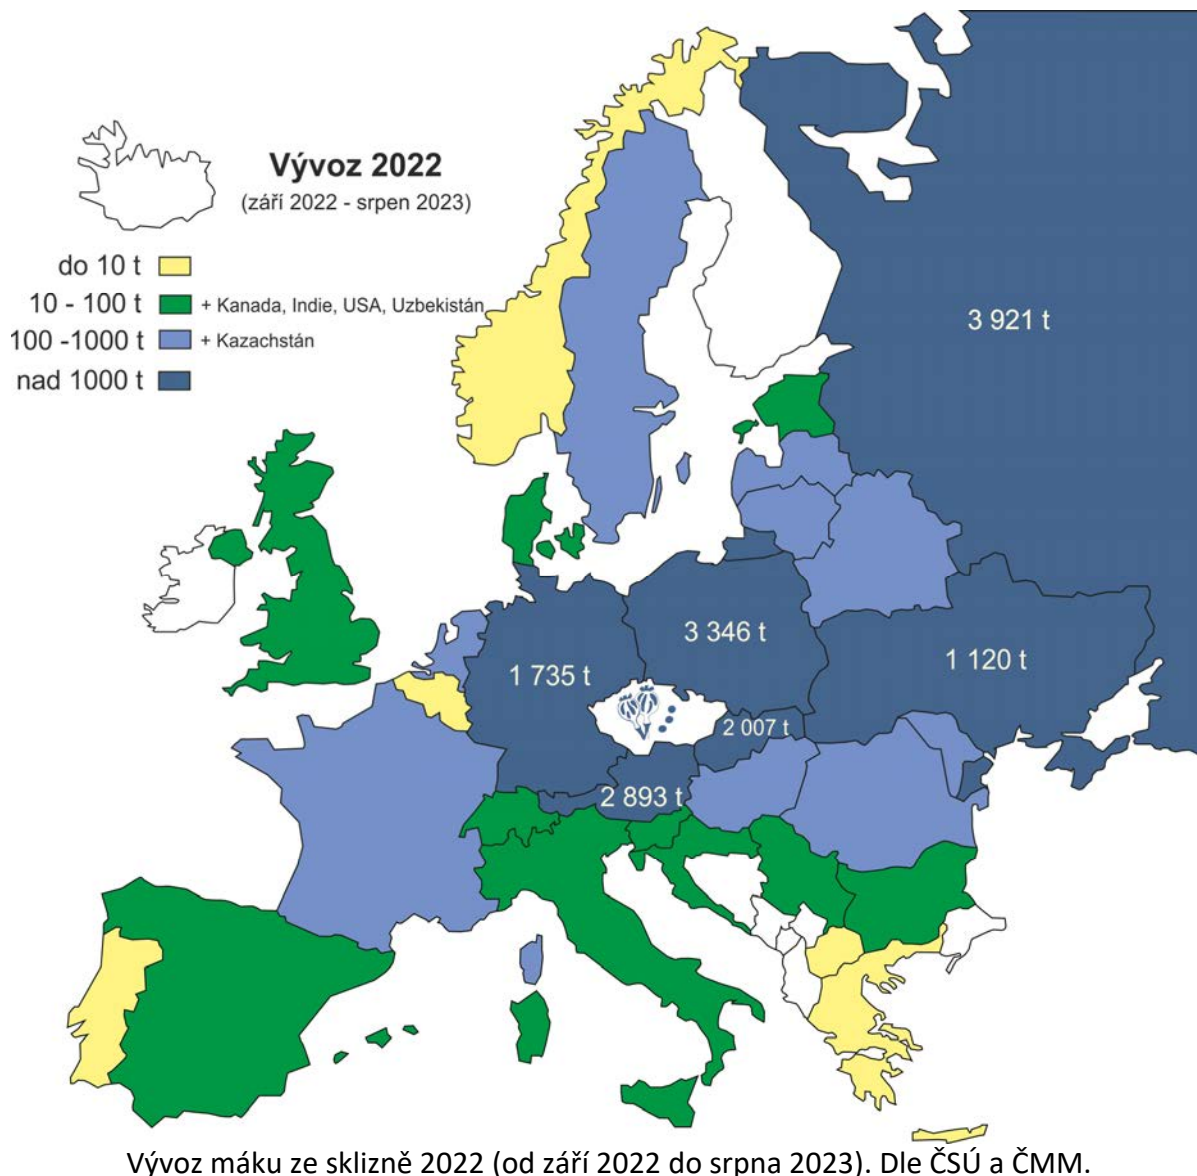 Vývoz 2022
(září 2022 - srpen 2023)
do 10 t
10 - 100 t + Kanada, Indie, USA, Uzbekistán
100 -1000 t + Kazachstán
nad 1000 t
3 921 t
3 346 t
1 735 t
1 120 t
2 007 t
2 893 t
Vývoz máku ze sklizně 2022 (od září 2022 do srpna 2023). Dle ČSÚ a ČMM.